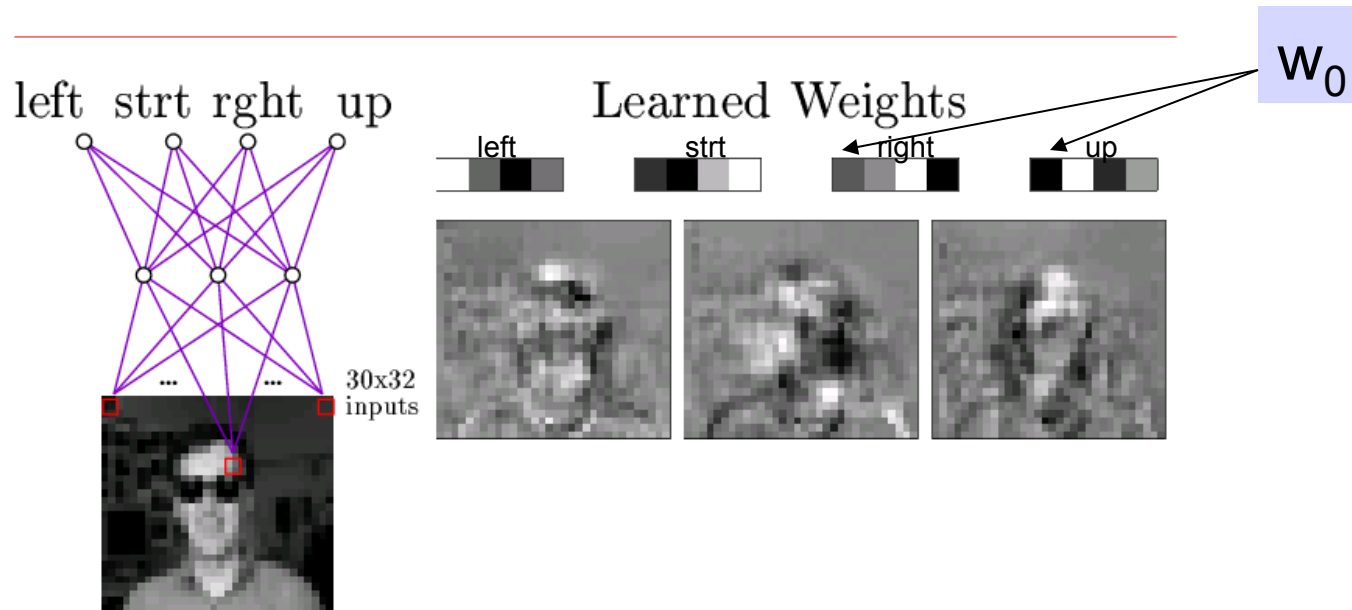 left strt rght up
Learned Weights
w0
left strt right up
... ...
30x32
inputs